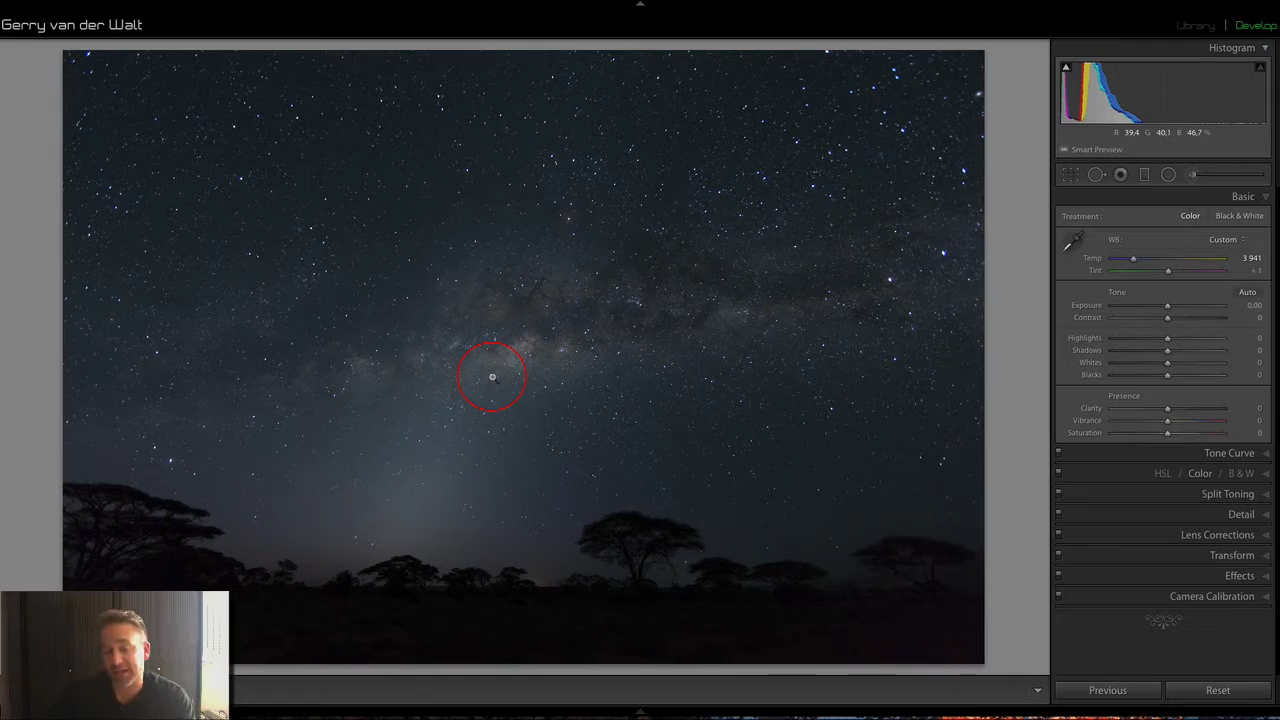 Gerry van der Walt
Library | Develop
Histogram
R 39,4 G 40,1 B 46,7 %
Smart Preview
Basic
Treatment : Color Black & White
WB : Custom
Temp 3 941
Tint + 1
Tone Auto
Exposure 0,00
Contrast 0
Highlights 0
Shadows 0
Whites 0
Blacks 0
Presence
Clarity 0
Vibrance 0
Saturation 0
Tone Curve
HSL / Color / B & W
Split Toning
Detail
Lens Corrections
Transform
Effects
Camera Calibration
Previous Reset